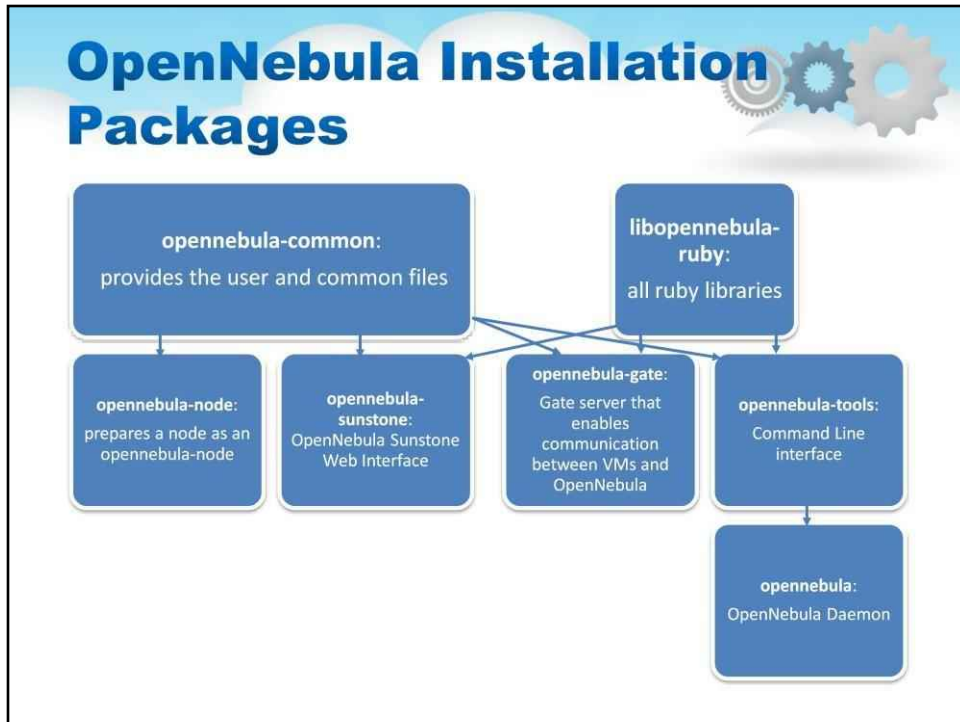 OpenNebula Installation
Packages
opennebula-common:
provides the user and common files
libopennebula-
ruby:
all ruby libraries
opennebula-node:
prepares a node as an
opennebula-node
opennebula-
sunstone:
OpenNebula Sunstone
Web Interface
opennebula-gate:
Gate server that
enables
communication
between VMs and
OpenNebula
opennebula-tools:
Command Line
interface
opennebula:
OpenNebula Daemon